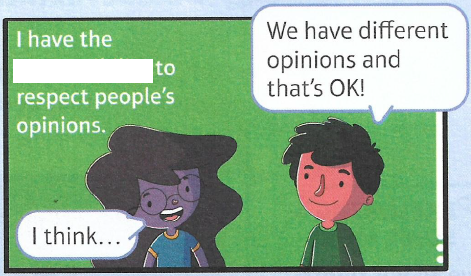 I have the
to
respect people's
opinions.
We have different
opinions and
that's OK!
I think...